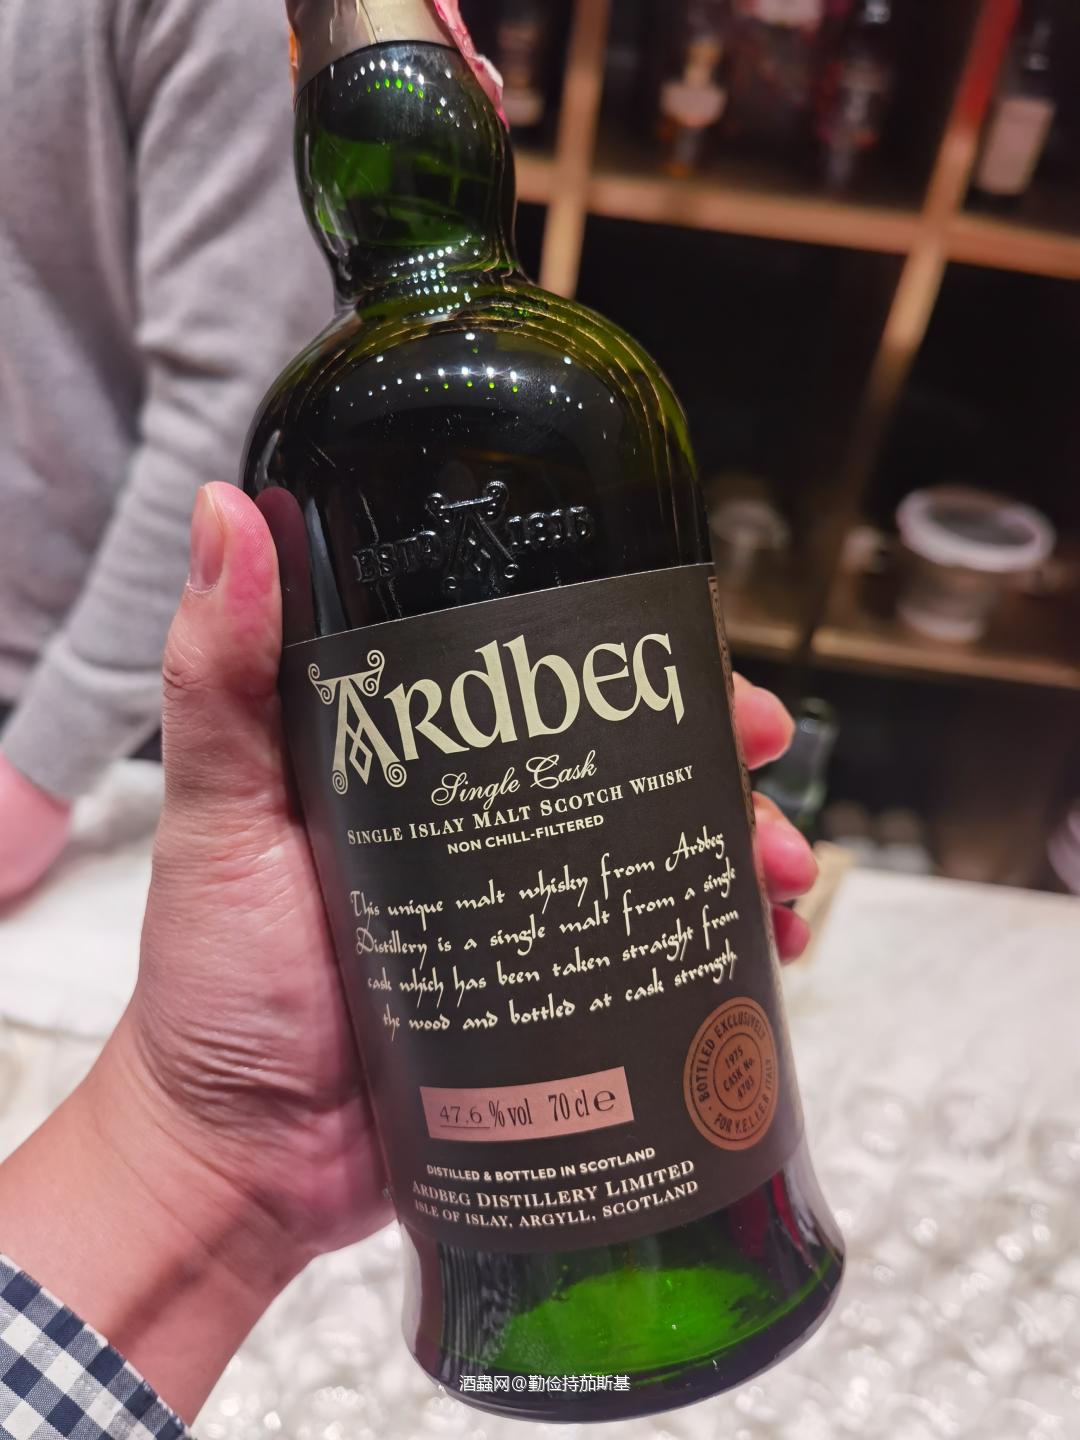 ESTD A 1815
ARDBEG
Single Cask
SINGLE ISLAY MALT SCOTCH WHISKY
NON CHILL-FILTERED
This unique malt whisky from Ardbeg
Distillery is a single malt from a single
cask which has been taken straight from
the wood and bottled at cask strength.
BOTTLED EXCLUSIVELY
1975
CASK No.
4703
FOR V.E.L.I.E.R ITALY
47.6 %vol 70 cl ℮
DISTILLED & BOTTLED IN SCOTLAND
ARDBEG DISTILLERY LIMITED
ISLE OF ISLAY, ARGYLL, SCOTLAND
酒蟲网@勤俭持茄斯基